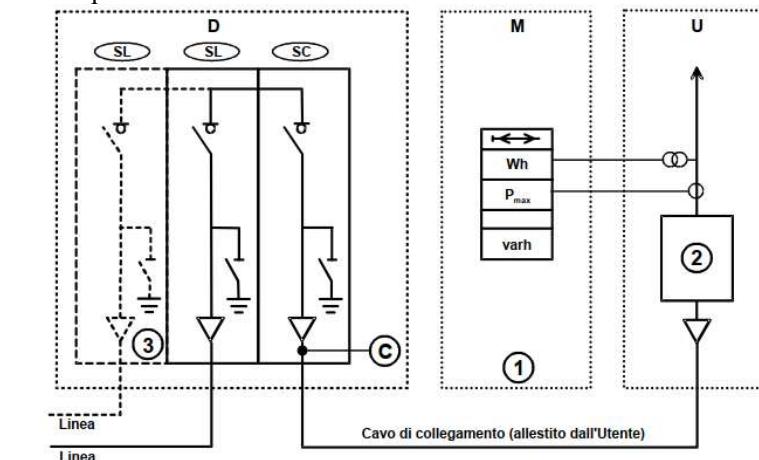 D
M
U
SL
SL
SC
Wh
Pmax
varh
2
3
C
1
Linea
Cavo di collegamento (allestito dall'Utente)
Linea